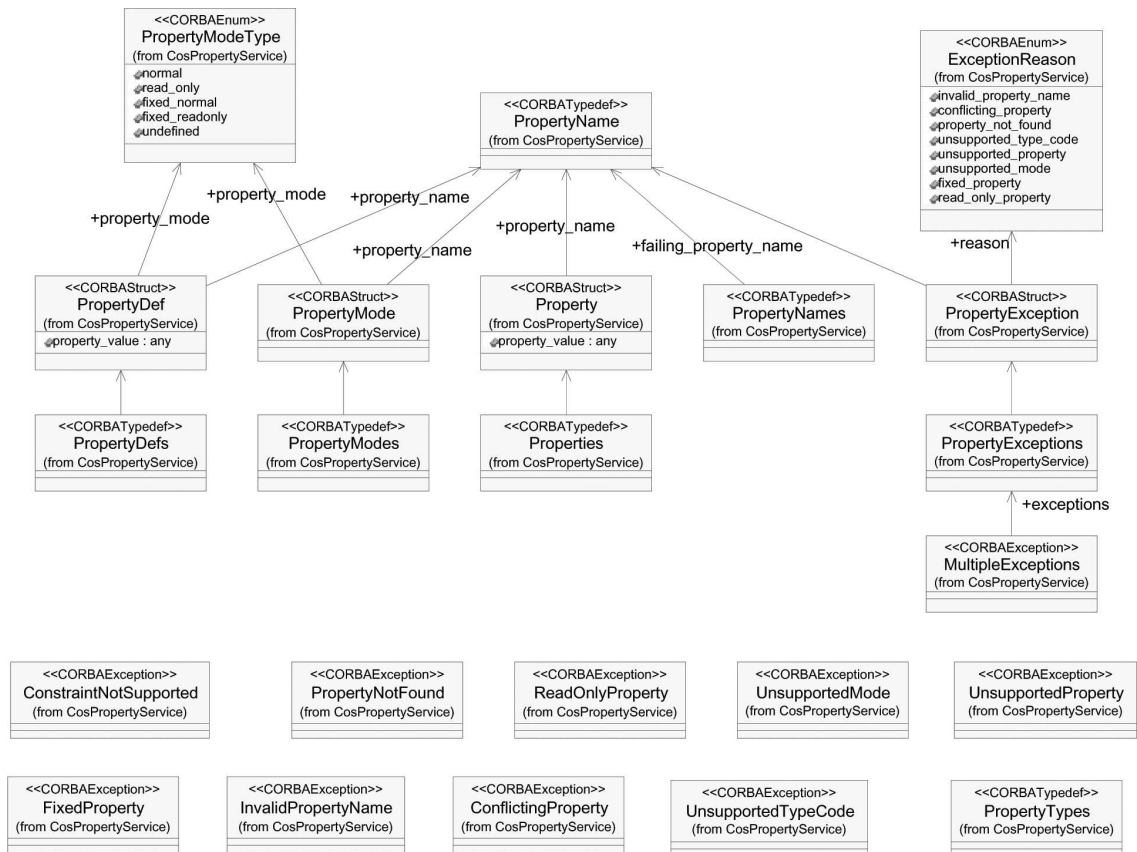 <<CORBAEnum>>
PropertyModeType
(from CosPropertyService)
normal
read_only
fixed_normal
fixed_readonly
undefined
<<CORBATypedef>>
PropertyName
(from CosPropertyService)
<<CORBAEnum>>
ExceptionReason
(from CosPropertyService)
invalid_property_name
conflicting_property
property_not_found
unsupported_type_code
unsupported_property
unsupported_mode
fixed_property
read_only_property
+property_mode
+property_mode
+property_name
+property_name
+property_name
+failing_property_name
+reason
<<CORBAStruct>>
PropertyDef
(from CosPropertyService)
property_value : any
<<CORBAStruct>>
PropertyMode
(from CosPropertyService)
<<CORBAStruct>>
Property
(from CosPropertyService)
property_value : any
<<CORBATypedef>>
PropertyNames
(from CosPropertyService)
<<CORBAStruct>>
PropertyException
(from CosPropertyService)
<<CORBATypedef>>
PropertyDefs
(from CosPropertyService)
<<CORBATypedef>>
PropertyModes
(from CosPropertyService)
<<CORBATypedef>>
Properties
(from CosPropertyService)
<<CORBATypedef>>
PropertyExceptions
(from CosPropertyService)
+exceptions
<<CORBAException>>
MultipleExceptions
(from CosPropertyService)
<<CORBAException>>
ConstraintNotSupported
(from CosPropertyService)
<<CORBAException>>
PropertyNotFound
(from CosPropertyService)
<<CORBAException>>
ReadOnlyProperty
(from CosPropertyService)
<<CORBAException>>
UnsupportedMode
(from CosPropertyService)
<<CORBAException>>
UnsupportedProperty
(from CosPropertyService)
<<CORBAException>>
FixedProperty
(from CosPropertyService)
<<CORBAException>>
InvalidPropertyName
(from CosPropertyService)
<<CORBAException>>
ConflictingProperty
(from CosPropertyService)
<<CORBAException>>
UnsupportedTypeCode
(from CosPropertyService)
<<CORBATypedef>>
PropertyTypes
(from CosPropertyService)